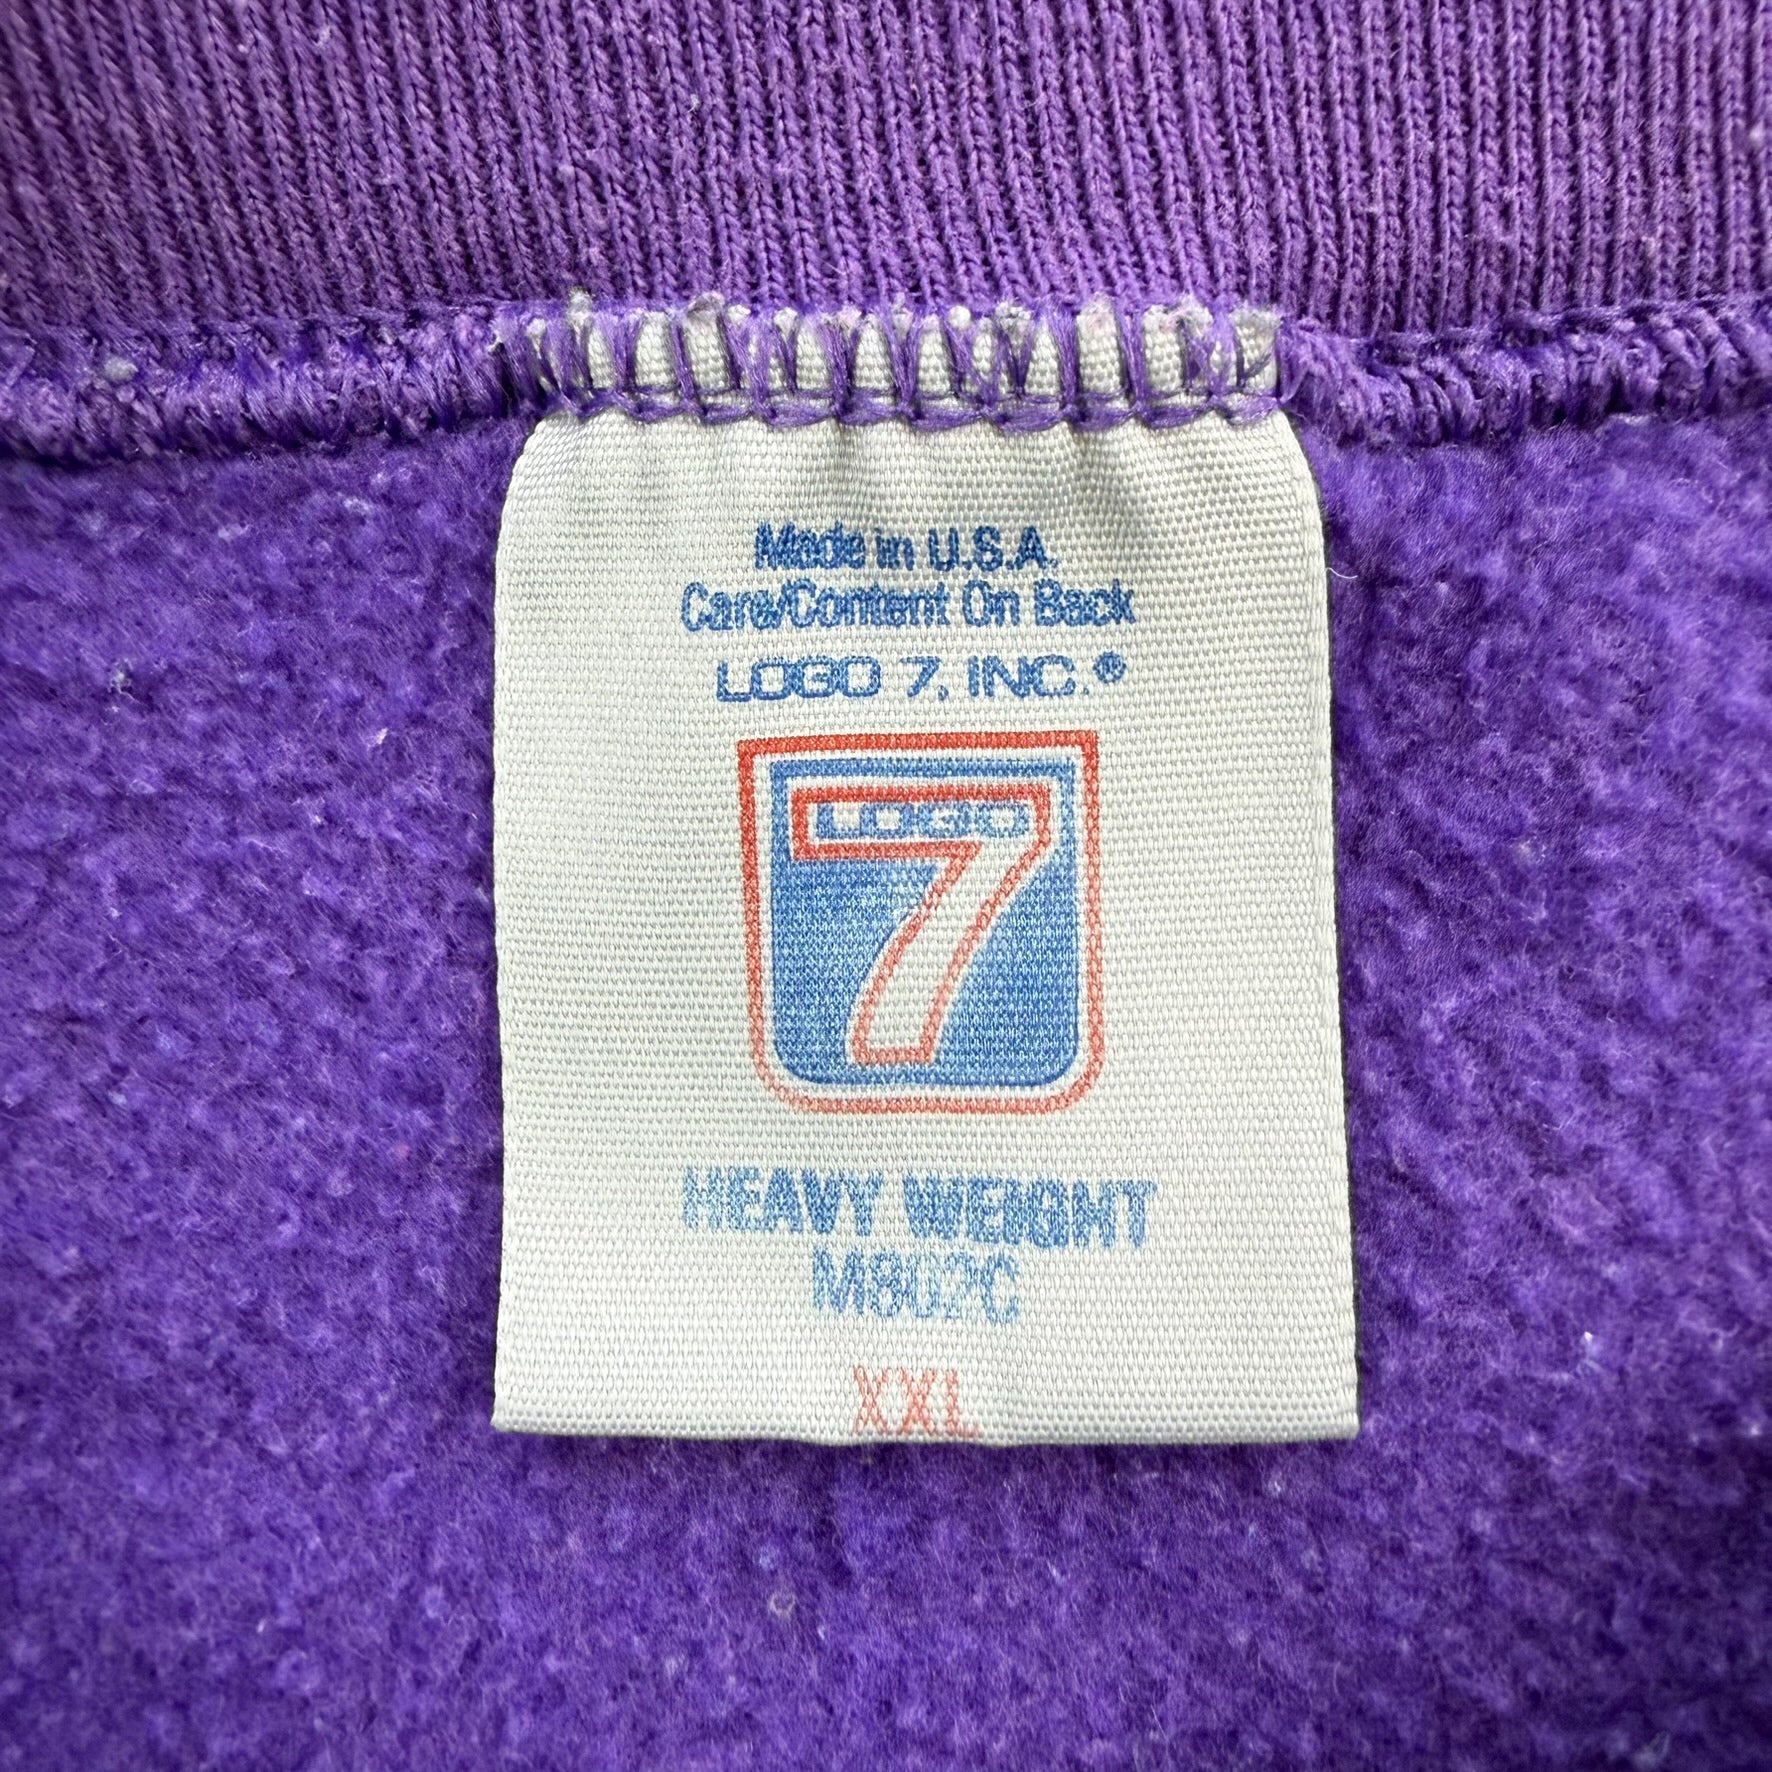 Made in U.S.A.
Care/Content On Back
LOGO 7, INC.®
LOGO
7
HEAVY WEIGHT
M802C
XXL